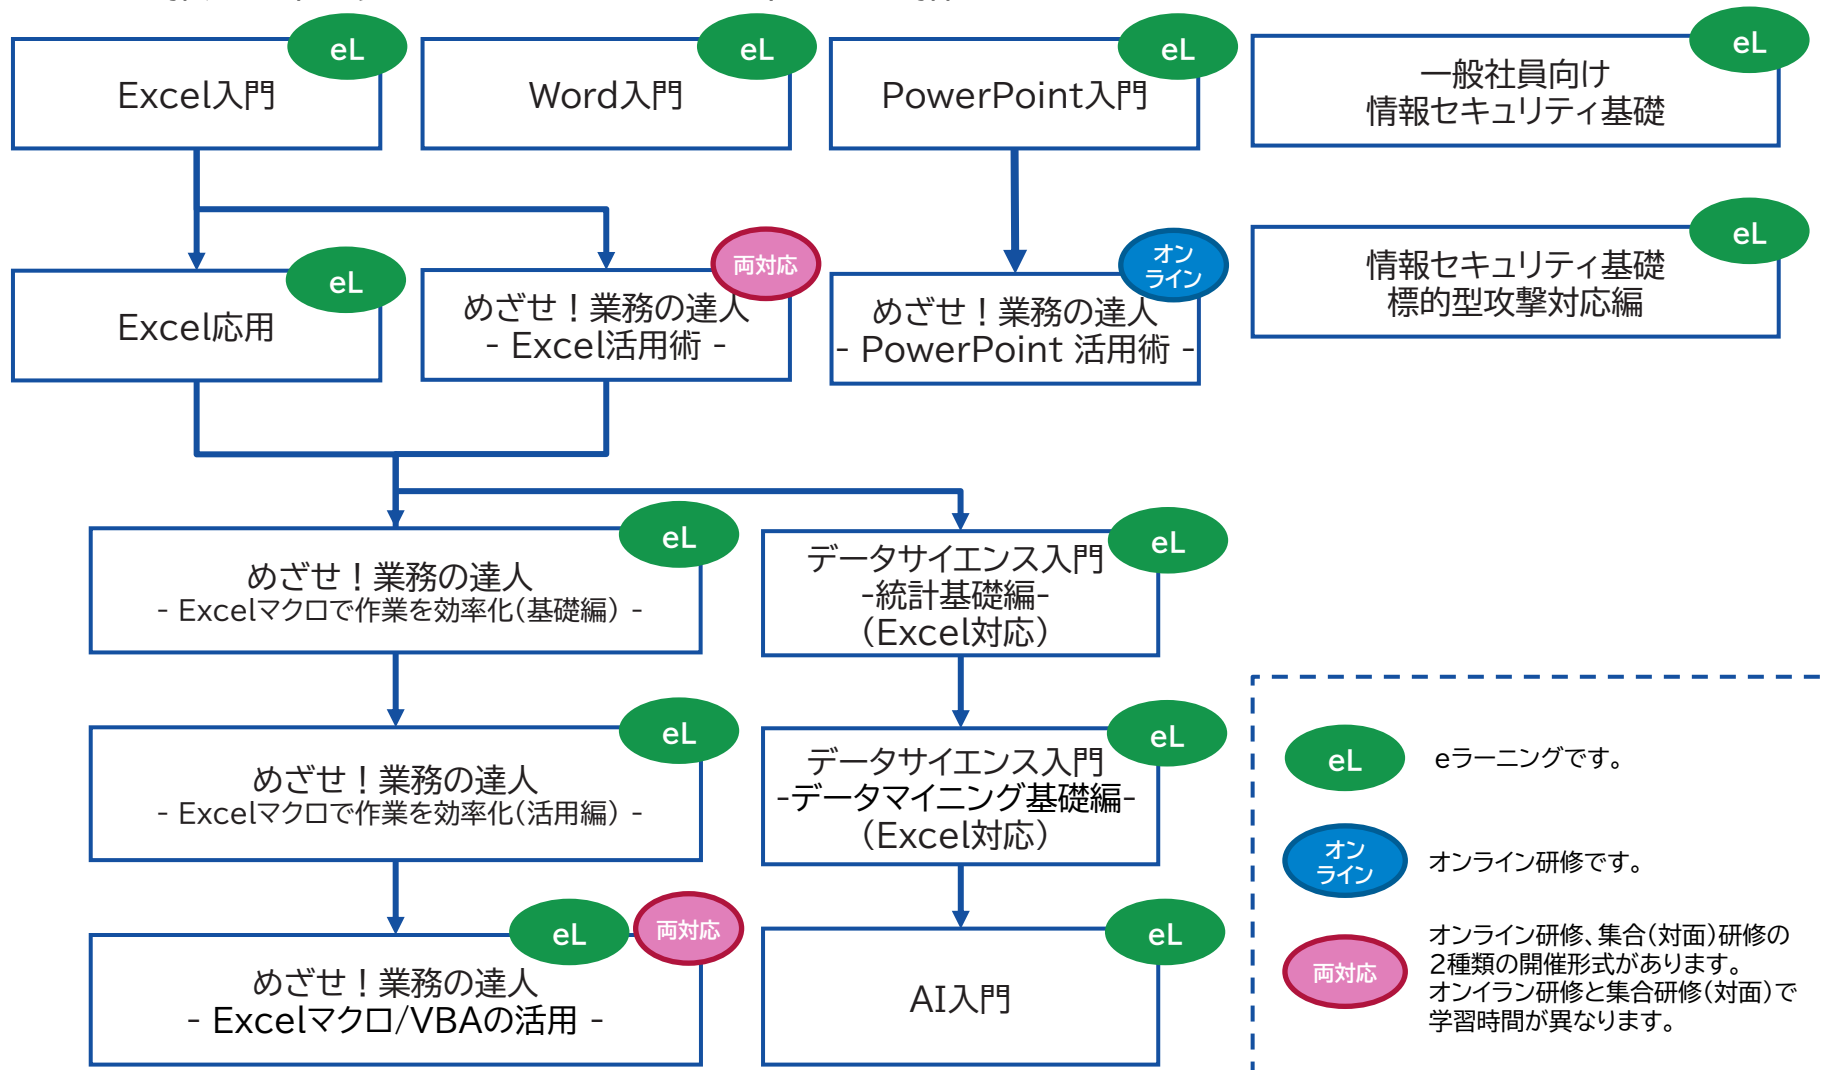 eL
Excel入門
eL
Word入門
eL
PowerPoint入門
eL
一般社員向け
情報セキュリティ基礎
eL
Excel応用
両対応
めざせ！業務の達人
- Excel活用術 -
オン
ライン
めざせ！業務の達人
- PowerPoint 活用術 -
eL
情報セキュリティ基礎
標的型攻撃対応編
eL
めざせ！業務の達人
- Excelマクロで作業を効率化（基礎編） -
eL
データサイエンス入門
-統計基礎編-
（Excel対応）
eL
めざせ！業務の達人
- Excelマクロで作業を効率化（活用編） -
eL
データサイエンス入門
-データマイニング基礎編-
（Excel対応）
eL
両対応
めざせ！業務の達人
- Excelマクロ/VBAの活用 -
eL
AI入門
eL
eラーニングです。
オン
ライン
オンライン研修です。
両対応
オンライン研修、集合（対面）研修の
2種類の開催形式があります。
オンイラン研修と集合研修（対面）で
学習時間が異なります。